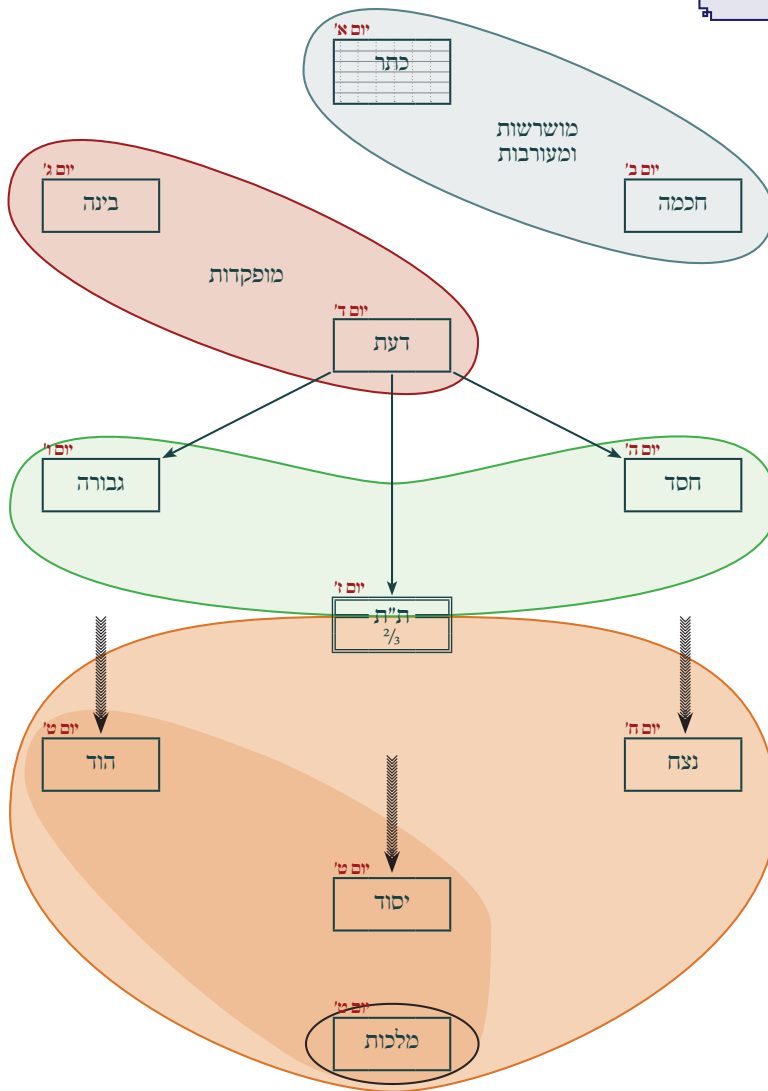 יום א'
כתר
מושרשות
ומעורבות
יום ב'
חכמה
יום ג'
בינה
מופקדות
יום ד'
דעת
יום ה'
חסד
יום ו'
גבורה
יום ז'
ת"ת
2/3
יום ח'
נצח
יום ט'
הוד
יום ט'
יסוד
יום ט'
מלכות